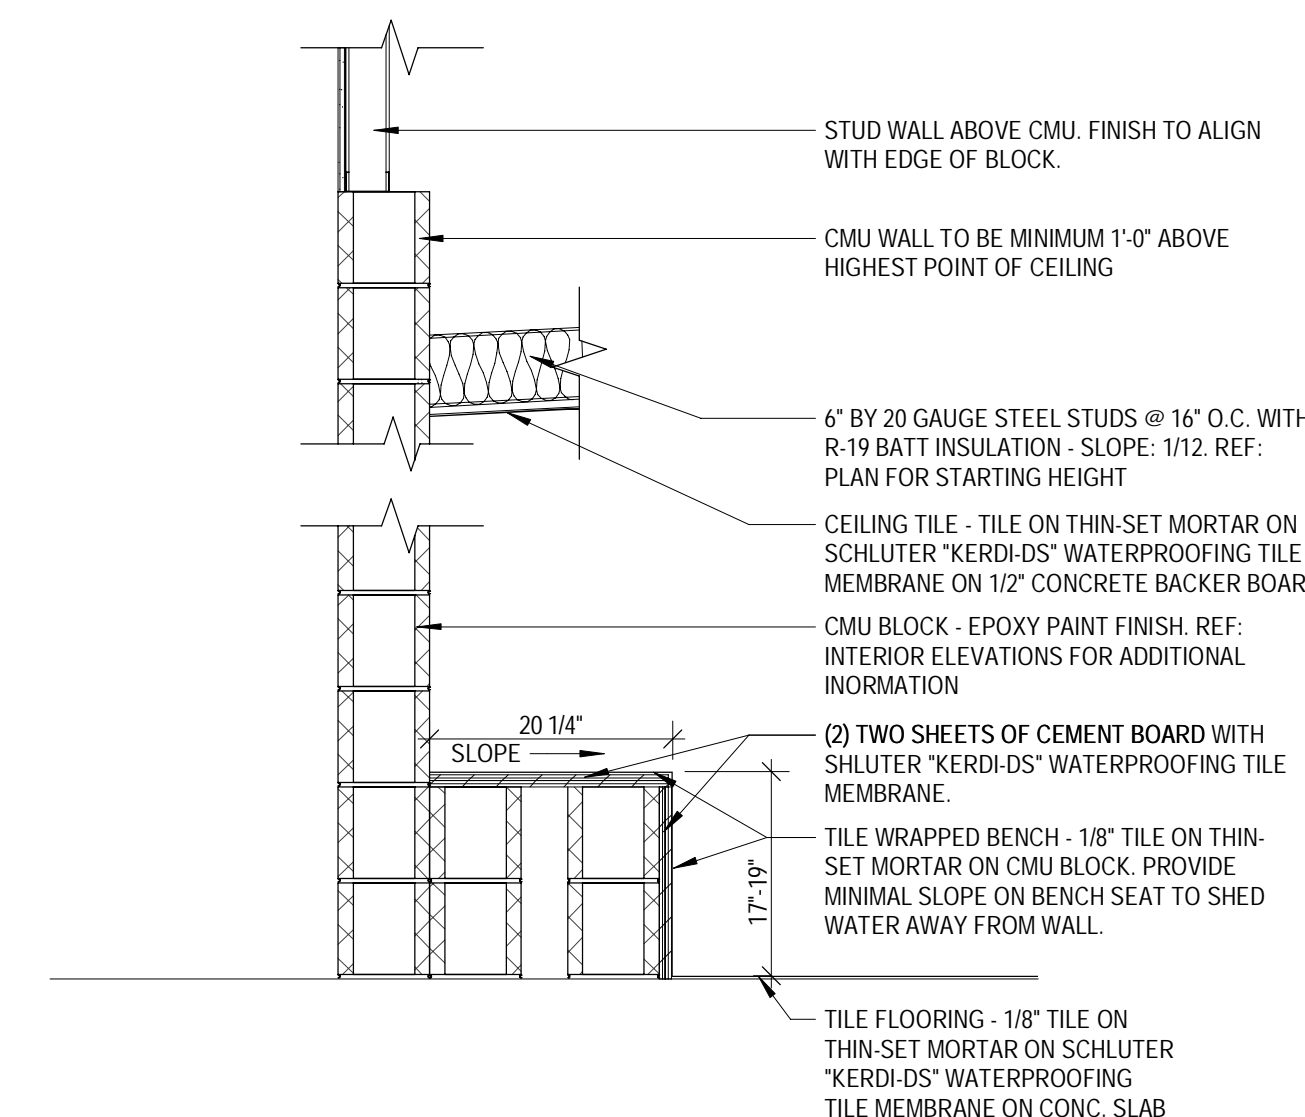 STUD WALL ABOVE CMU. FINISH TO ALIGN
WITH EDGE OF BLOCK.
CMU WALL TO BE MINIMUM 1'-0" ABOVE
HIGHEST POINT OF CEILING
6" BY 20 GAUGE STEEL STUDS @ 16" O.C. WITH
R-19 BATT INSULATION - SLOPE: 1/12. REF:
PLAN FOR STARTING HEIGHT
CEILING TILE - TILE ON THIN-SET MORTAR ON
SCHLUTER "KERDI-DS" WATERPROOFING TILE
MEMBRANE ON 1/2" CONCRETE BACKER BOAR
CMU BLOCK - EPOXY PAINT FINISH. REF:
INTERIOR ELEVATIONS FOR ADDITIONAL
INORMATION
20 1/4"
SLOPE
(2) TWO SHEETS OF CEMENT BOARD WITH
SHLUTER "KERDI-DS" WATERPROOFING TILE
MEMBRANE.
TILE WRAPPED BENCH - 1/8" TILE ON THIN-
SET MORTAR ON CMU BLOCK. PROVIDE
MINIMAL SLOPE ON BENCH SEAT TO SHED
WATER AWAY FROM WALL.
17"-19"
TILE FLOORING - 1/8" TILE ON
THIN-SET MORTAR ON SCHLUTER
"KERDI-DS" WATERPROOFING
TILE MEMBRANE ON CONC. SLAB